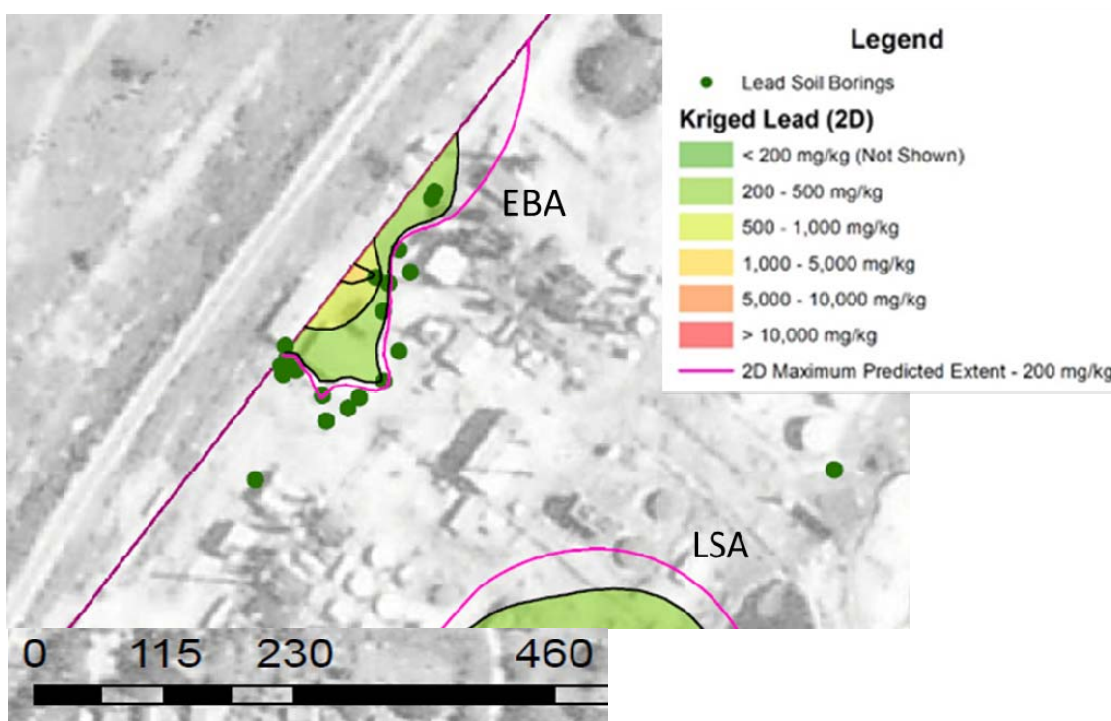 Legend
Lead Soil Borings
Kriged Lead (2D)
< 200 mg/kg (Not Shown)
200 - 500 mg/kg
500 - 1,000 mg/kg
1,000 - 5,000 mg/kg
5,000 - 10,000 mg/kg
> 10,000 mg/kg
2D Maximum Predicted Extent - 200 mg/kg
EBA
LSA
0 115 230 460